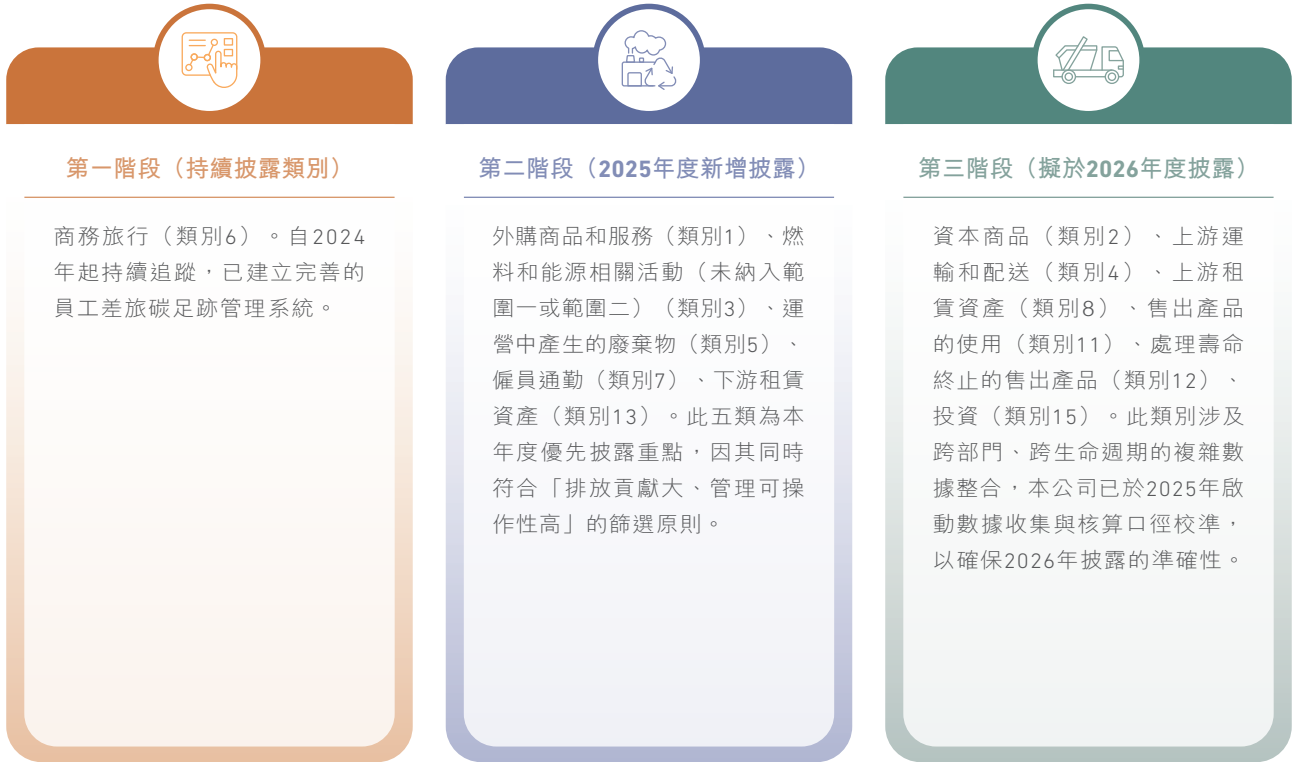 第一階段（持續披露類別）
商務旅行（類別6）。自2024
年起持續追蹤，已建立完善的
員工差旅碳足跡管理系統。
第二階段（2025年度新增披露）
外購商品和服務（類別1）、燃
料和能源相關活動（未納入範
圍一或範圍二）（類別3）、運
營中產生的廢棄物（類別5）、
僱員通勤（類別7）、下游租賃
資產（類別13）。此五類為本
年度優先披露重點，因其同時
符合「排放貢獻大、管理可操
作性高」的篩選原則。
第三階段（擬於2026年度披露）
資本商品（類別2）、上游運
輸和配送（類別4）、上游租
賃資產（類別8）、售出產品
的使用（類別11）、處理壽命
終止的售出產品（類別12）、
投資（類別15）。此類別涉及
跨部門、跨生命週期的複雜數
據整合，本公司已於2025年啟
動數據收集與核算口徑校準，
以確保2026年披露的準確性。